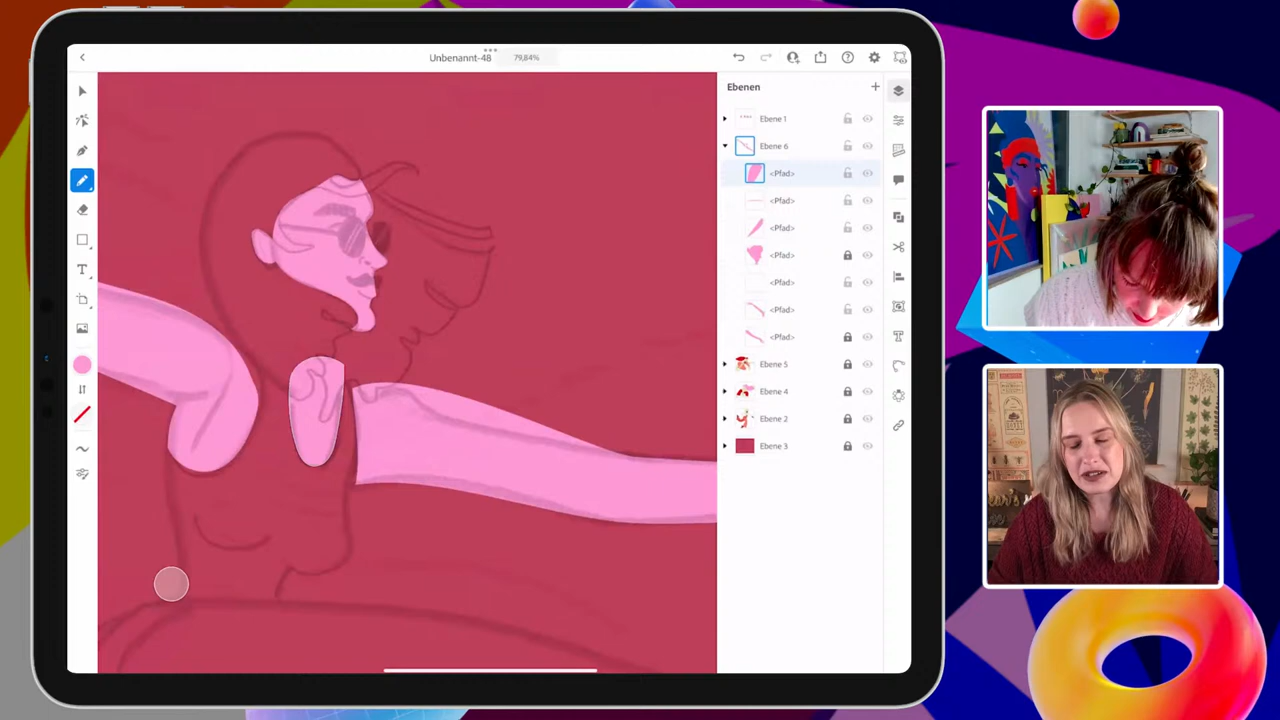 Unbenannt-48
79,84%
Ebenen
Ebene 1
Ebene 6
<Pfad>
<Pfad>
<Pfad>
<Pfad>
<Pfad>
<Pfad>
<Pfad>
Ebene 5
Ebene 4
Ebene 2
Ebene 3